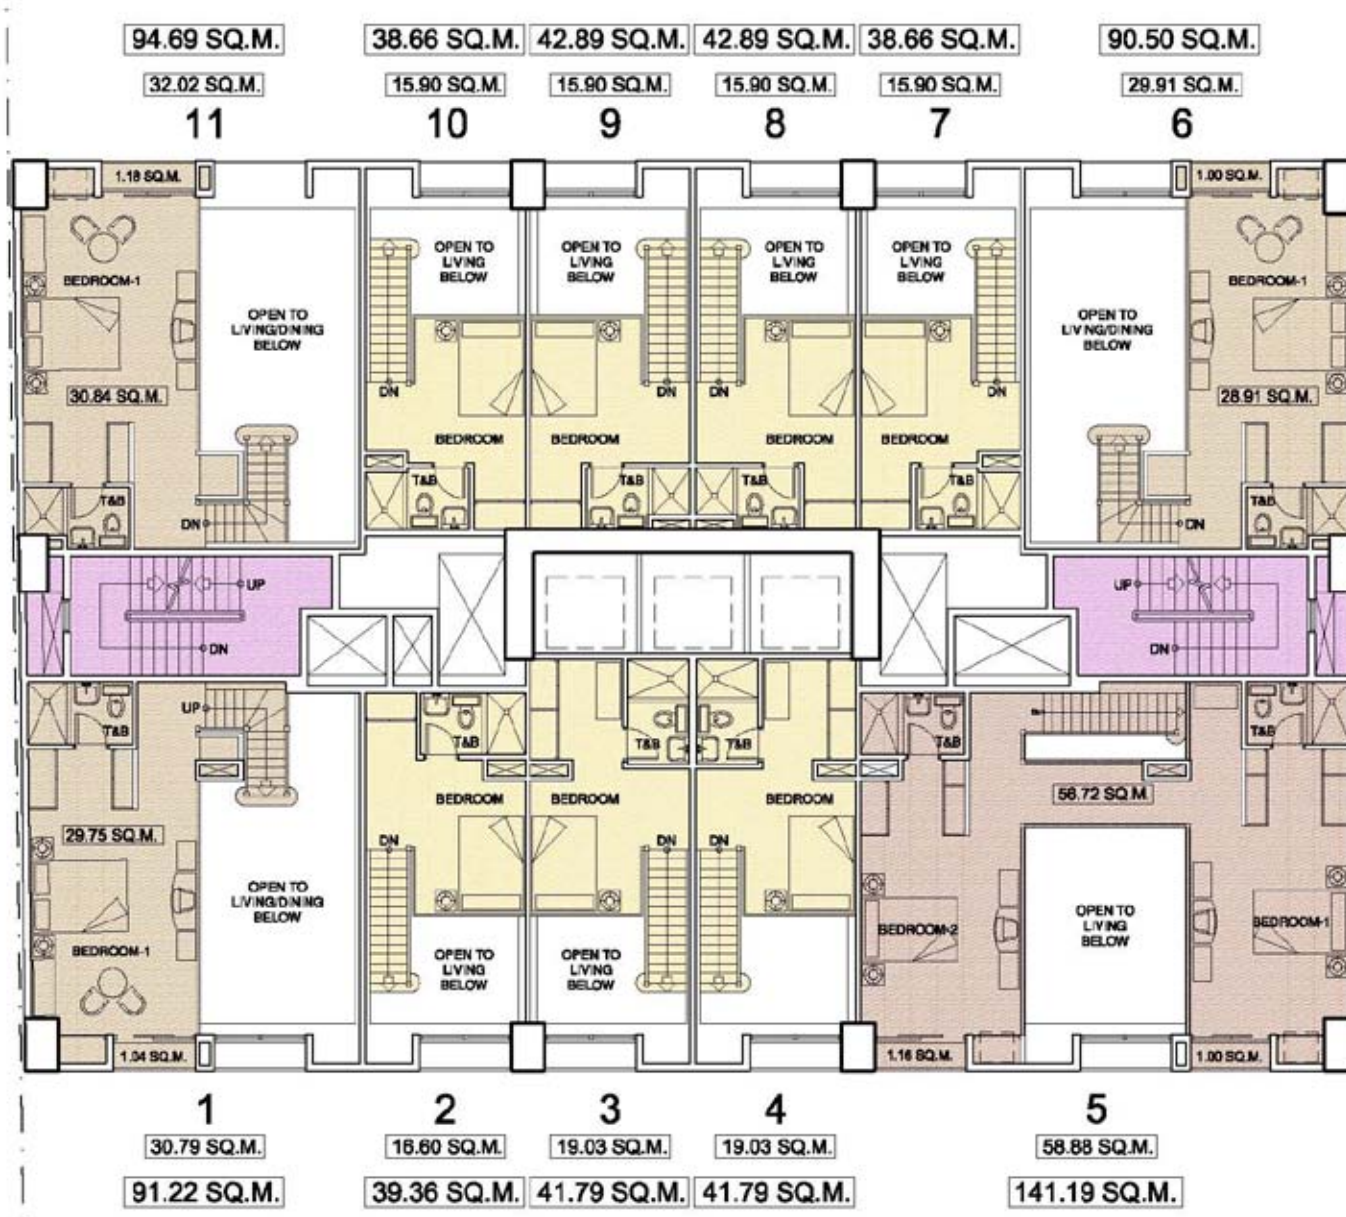 94.69 SQ.M. 38.66 SQ.M. 42.89 SQ.M. 42.89 SQ.M. 38.66 SQ.M. 90.50 SQ.M.
32.02 SQ.M. 15.90 SQ.M. 15.90 SQ.M. 15.90 SQ.M. 15.90 SQ.M. 29.91 SQ.M.
11 10 9 8 7 6
1.18 SQ.M. 1.00 SQ.M.
OPEN TO OPEN TO OPEN TO OPEN TO
LIVING LIVING LIVING LIVING
BELOW BELOW BELOW BELOW
BEDROOM-1 BEDROOM-1
OPEN TO OPEN TO
LIVING/DINING LIVING/DINING
BELOW BELOW
30.84 SQ.M. DN DN DN DN 28.91 SQ.M.
BEDROOM BEDROOM BEDROOM BEDROOM
T&B T&B T&B T&B
T&B T&B
DN DN
UP UP
DN DN
UP
T&B T&B T&B T&B T&B T&B
BEDROOM BEDROOM BEDROOM 56.72 SQ.M.
29.75 SQ.M. DN DN DN
OPEN TO
LIVING/DINING
BELOW
OPEN TO
LIVING
BELOW
BEDROOM-2 BEDROOM-1
BEDROOM-1
OPEN TO OPEN TO
LIVING LIVING
BELOW BELOW
1.04 SQ.M. 1.16 SQ.M. 1.00 SQ.M.
1 2 3 4 5
30.79 SQ.M. 16.60 SQ.M. 19.03 SQ.M. 19.03 SQ.M. 58.88 SQ.M.
91.22 SQ.M. 39.36 SQ.M. 41.79 SQ.M. 41.79 SQ.M. 141.19 SQ.M.